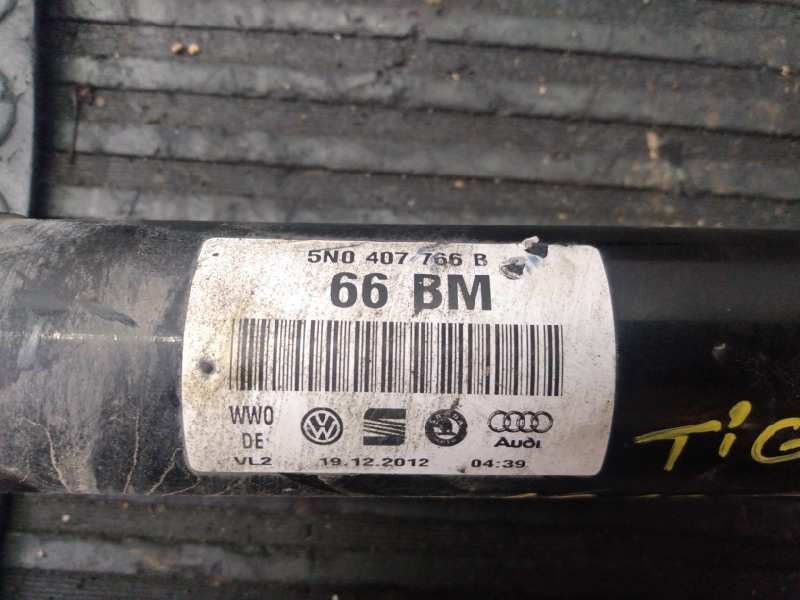 5N0 407 766 B
66 BM
WW0
DE
Audi
VL2 19.12.2012 04:39
TiG